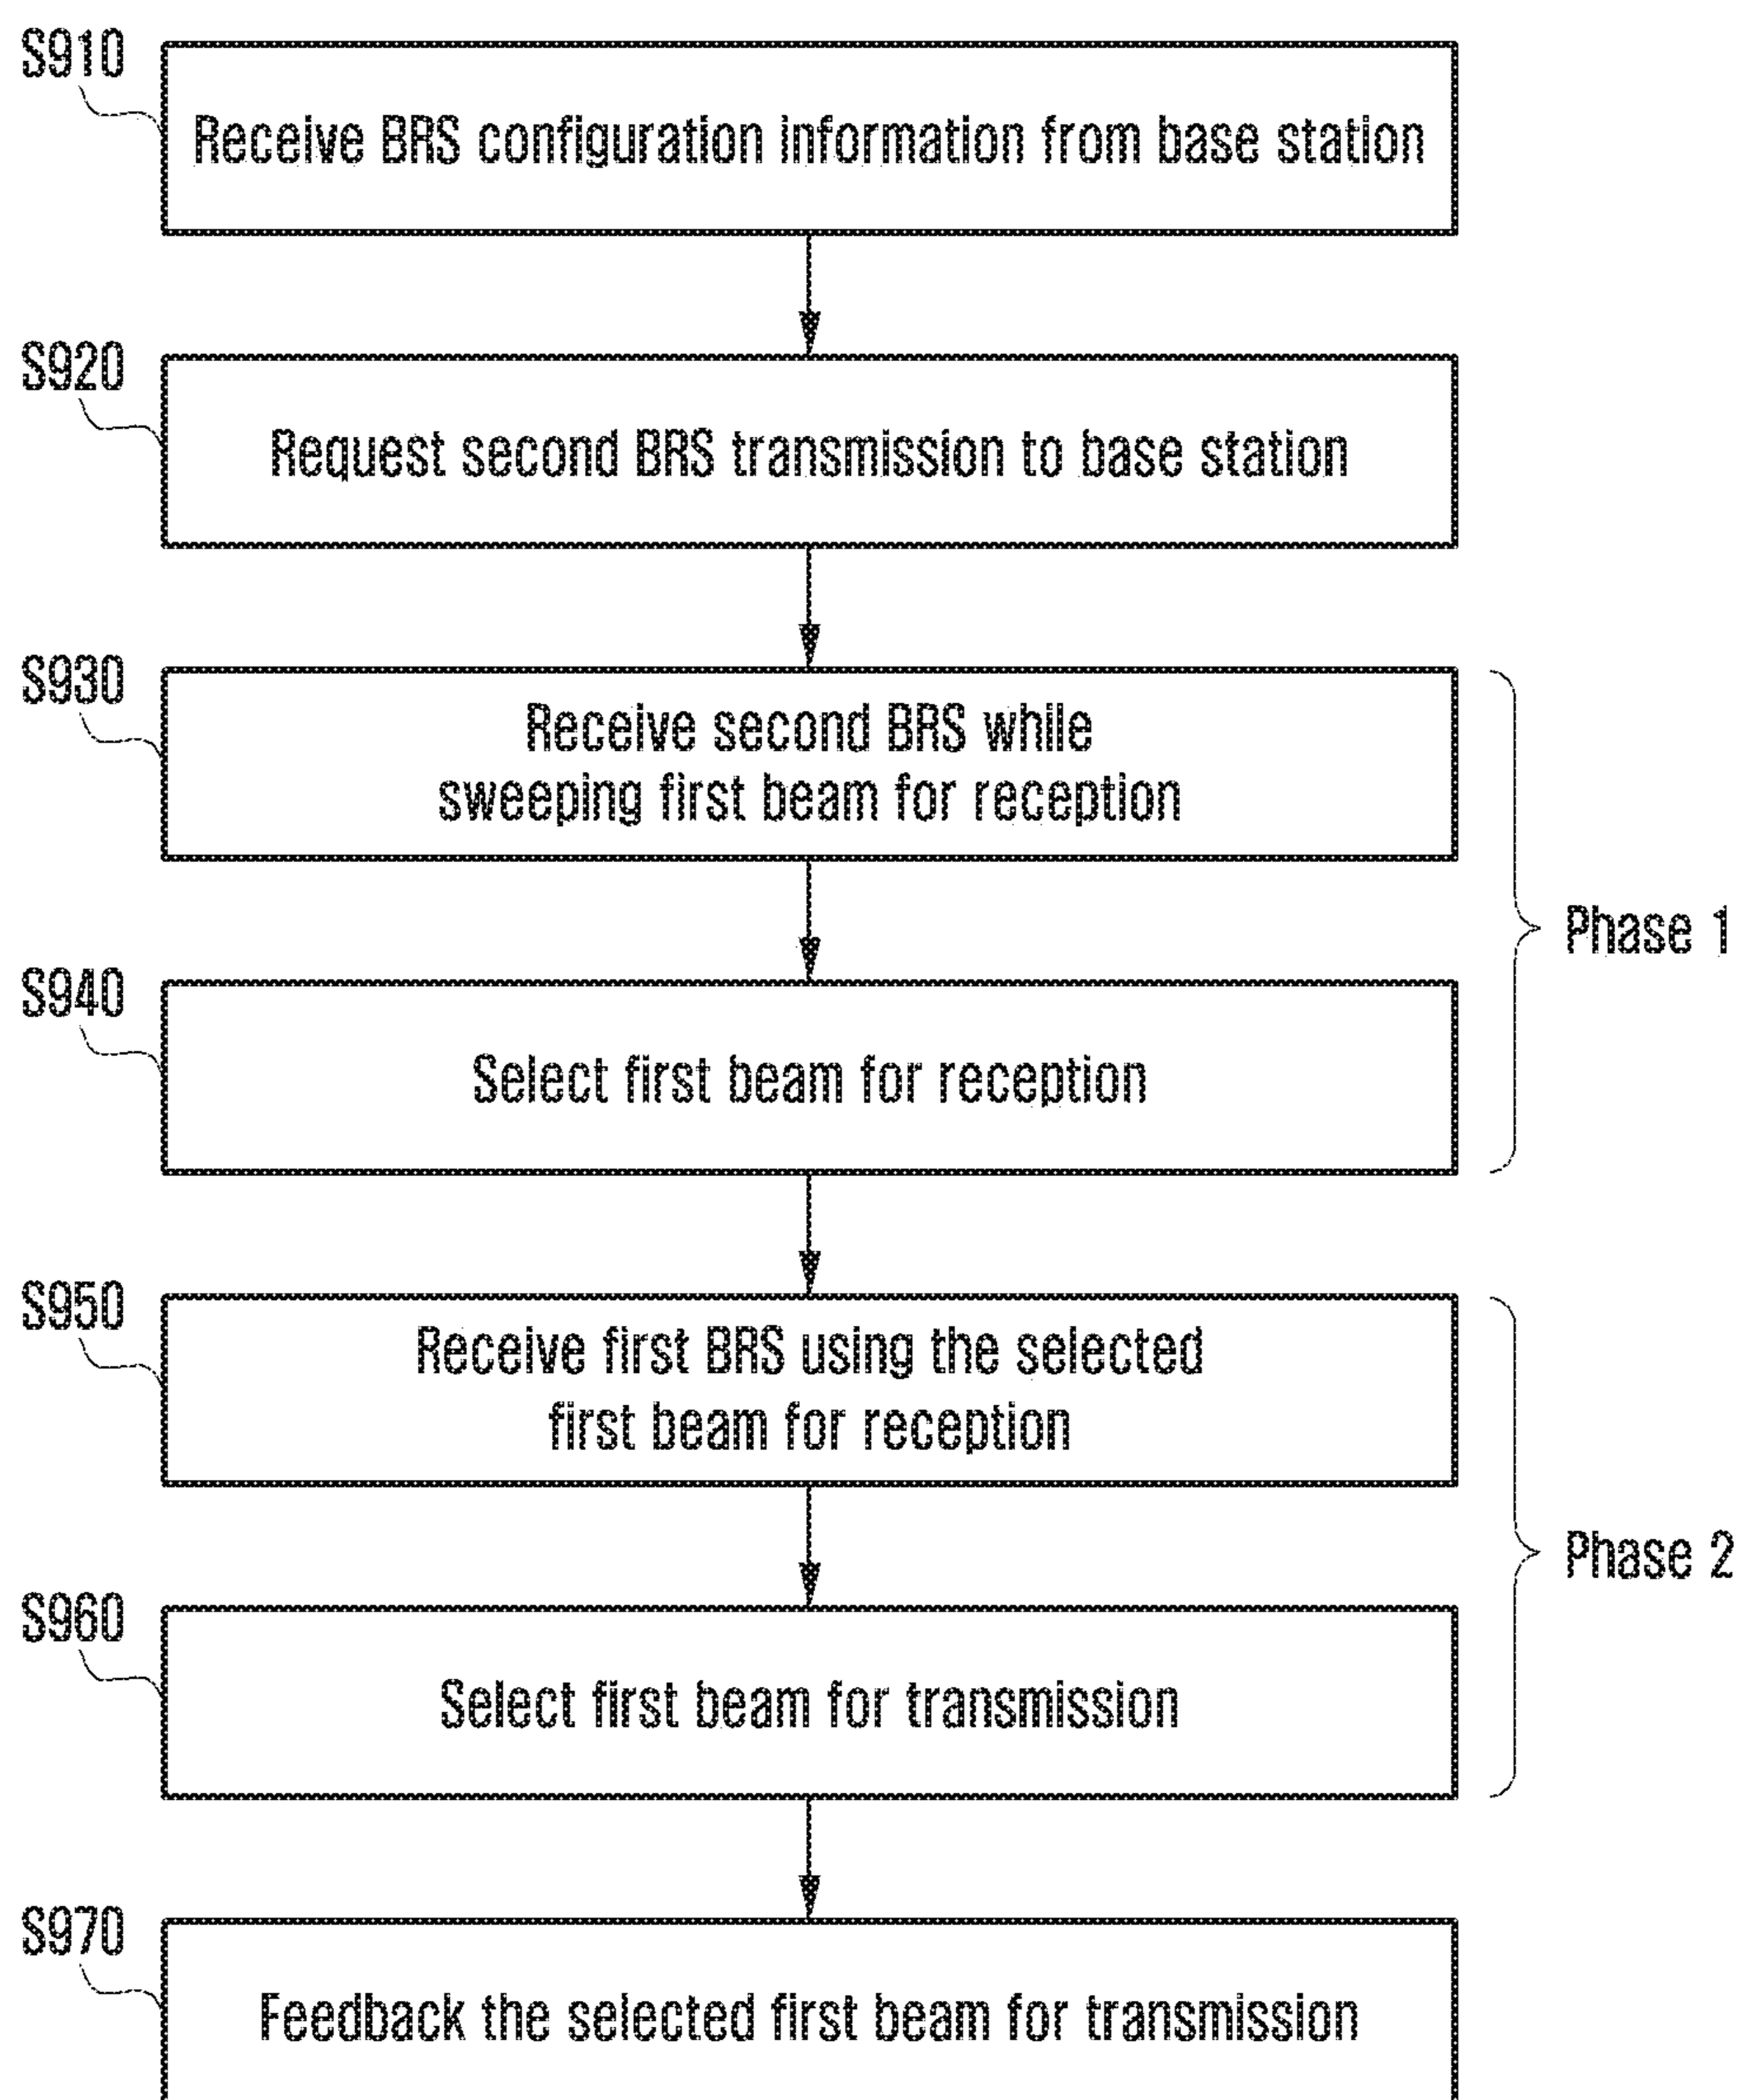 S910
Receive BRS configuration information from base station
S920
Request second BRS transmission to base station
S930
Receive second BRS while
sweeping first beam for reception
Phase 1
S940
Select first beam for reception
S950
Receive first BRS using the selected
first beam for reception
Phase 2
S960
Select first beam for transmission
S970
Feedback the selected first beam for transmission